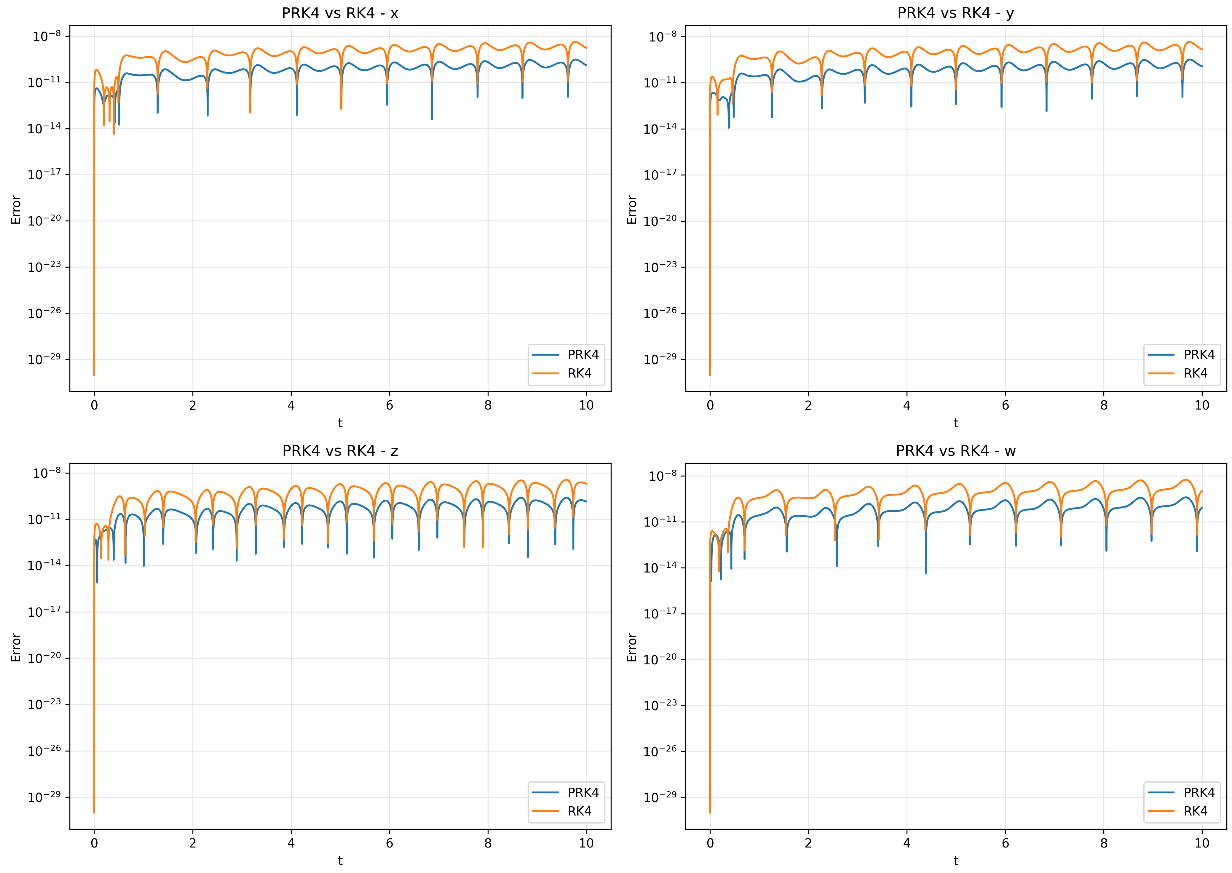 PRK4 vs RK4 - x
Error
10⁻⁸
10⁻¹¹
10⁻¹⁴
10⁻¹⁷
10⁻²⁰
10⁻²³
10⁻²⁶
10⁻²⁹
PRK4
RK4
0 2 4 6 8 10
t
PRK4 vs RK4 - y
Error
10⁻⁸
10⁻¹¹
10⁻¹⁴
10⁻¹⁷
10⁻²⁰
10⁻²³
10⁻²⁶
10⁻²⁹
PRK4
RK4
0 2 4 6 8 10
t
PRK4 vs RK4 - z
Error
10⁻⁸
10⁻¹¹
10⁻¹⁴
10⁻¹⁷
10⁻²⁰
10⁻²³
10⁻²⁶
10⁻²⁹
PRK4
RK4
0 2 4 6 8 10
t
PRK4 vs RK4 - w
Error
10⁻⁸
10⁻¹¹
10⁻¹⁴
10⁻¹⁷
10⁻²⁰
10⁻²³
10⁻²⁶
10⁻²⁹
PRK4
RK4
0 2 4 6 8 10
t